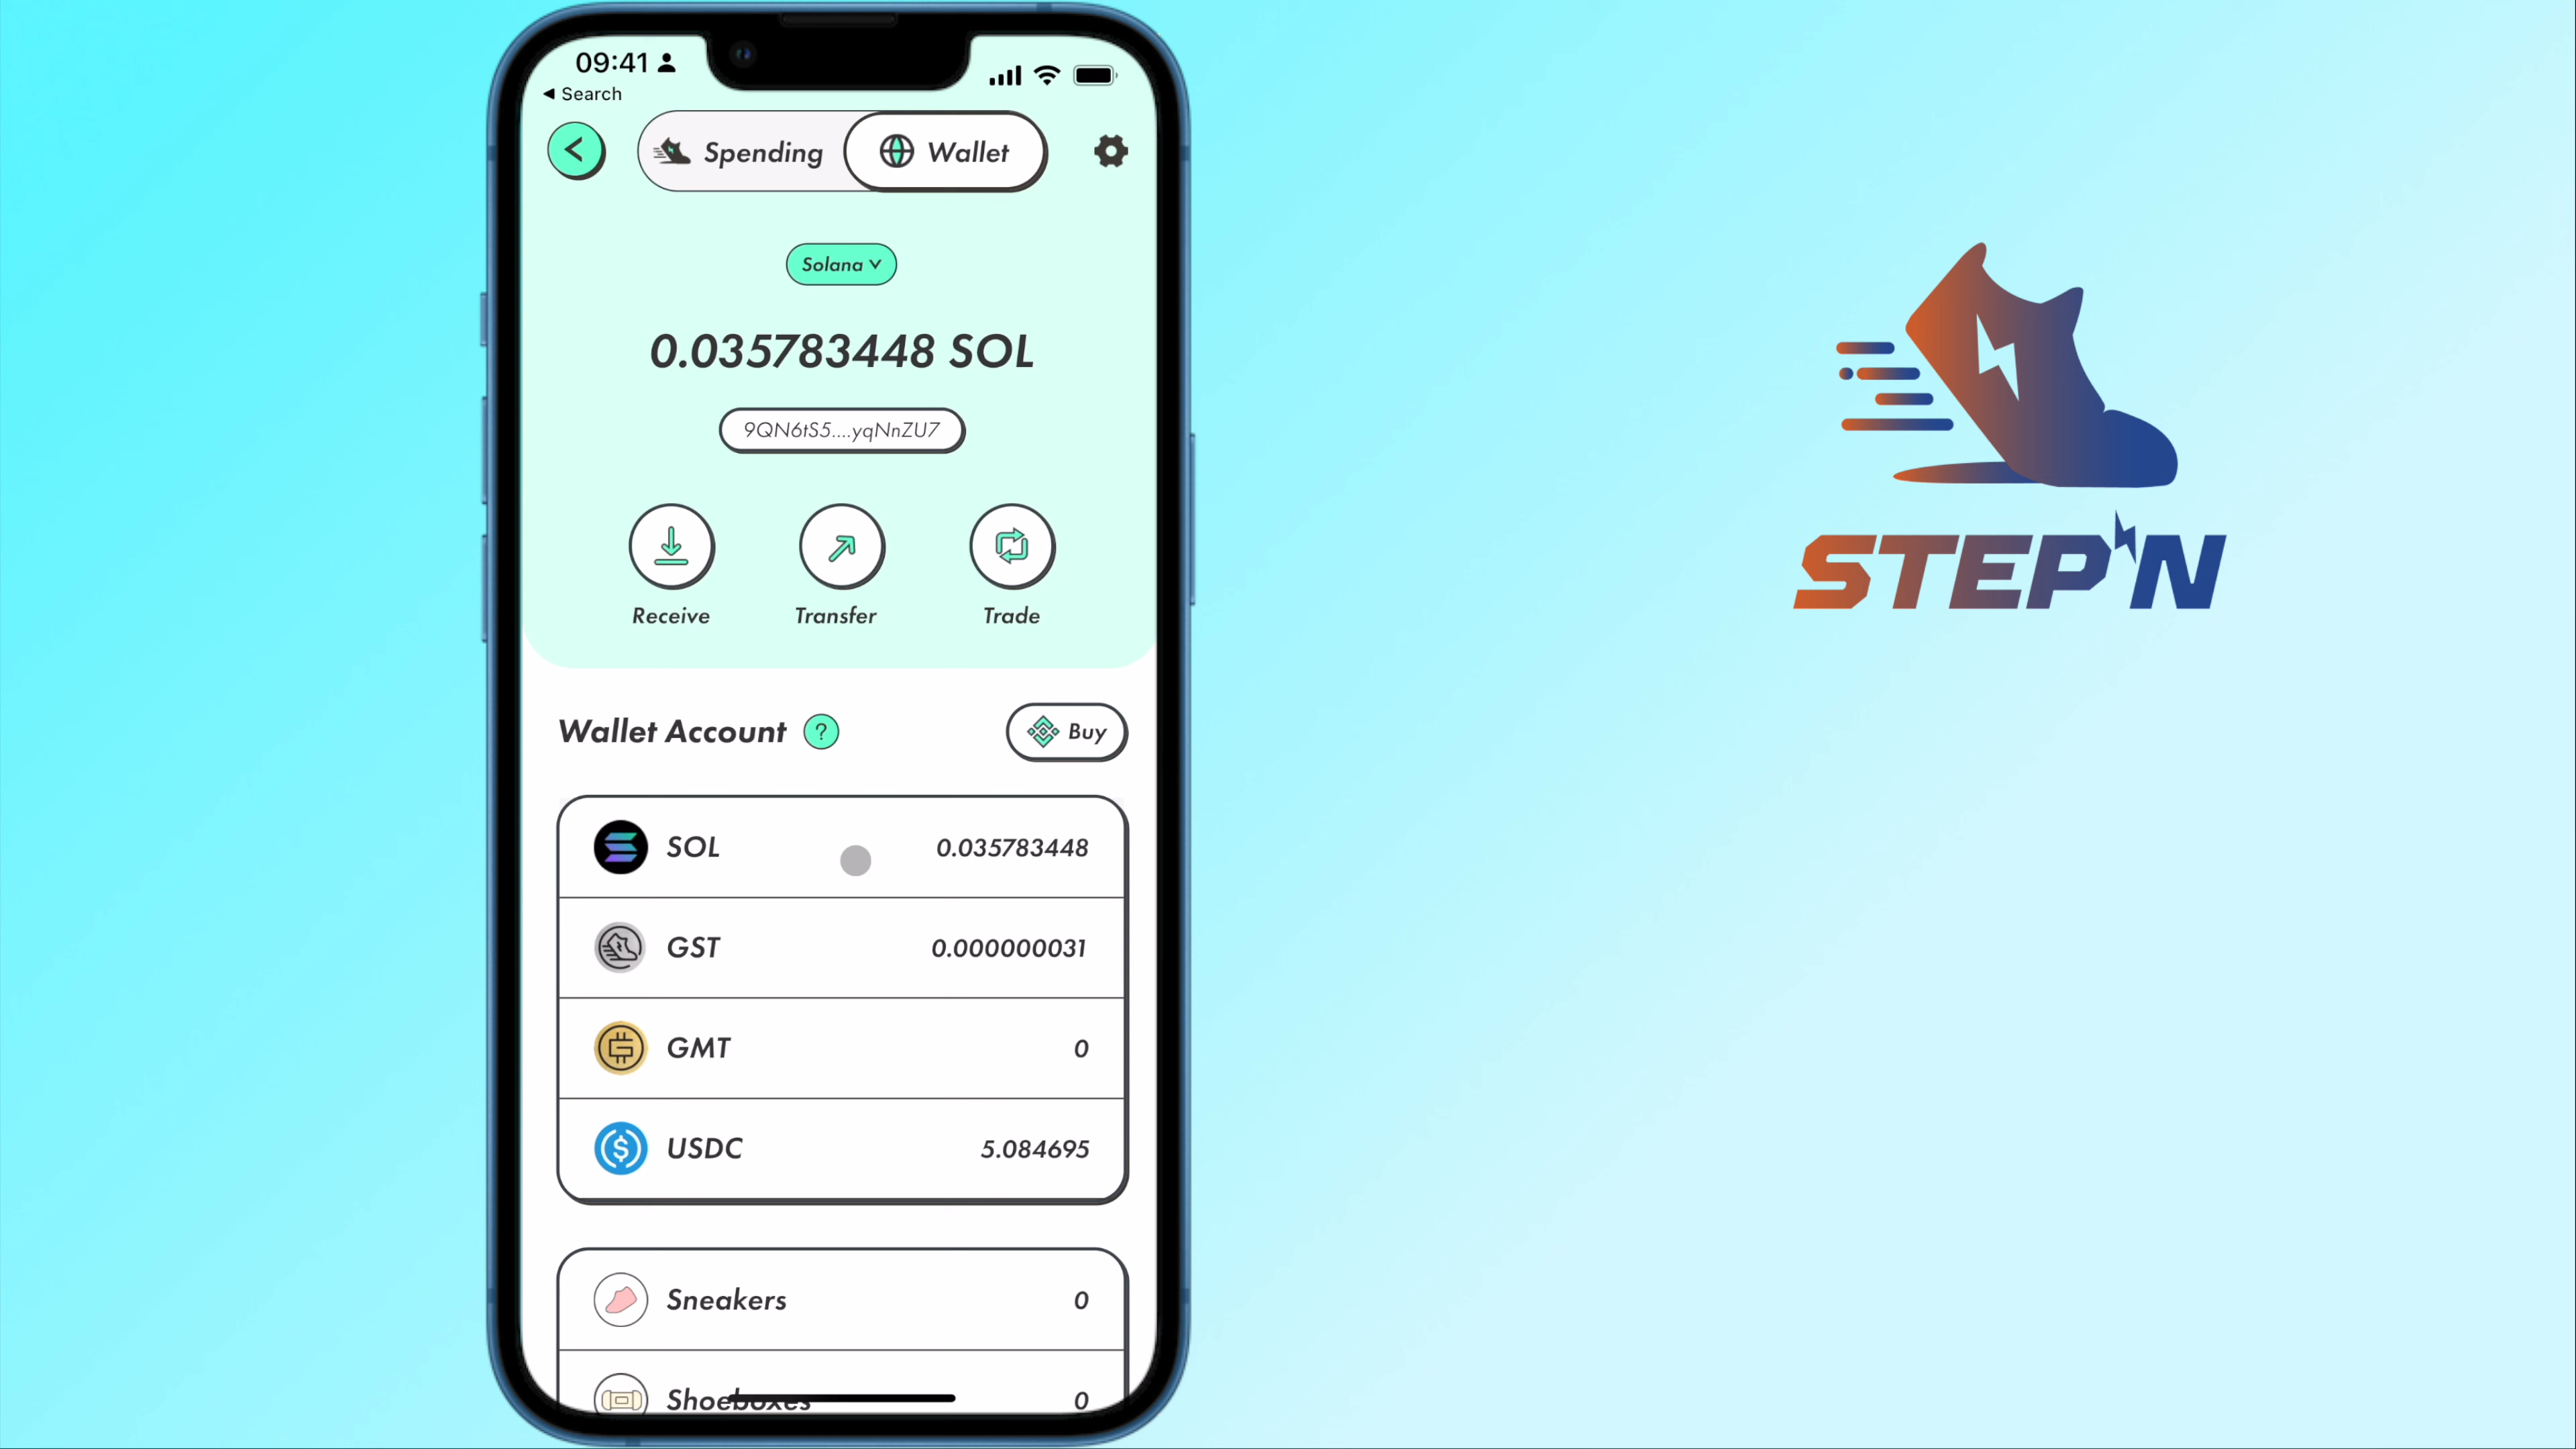 09:41
Search
Spending
Wallet
Solana
0.035783448 SOL
9QN6tS5....yqNnZU7
Receive
Transfer
Trade
Wallet Account ?
Buy
SOL 0.035783448
GST 0.000000031
GMT 0
USDC 5.084695
Sneakers 0
Shoeboxes 0
STEP'N